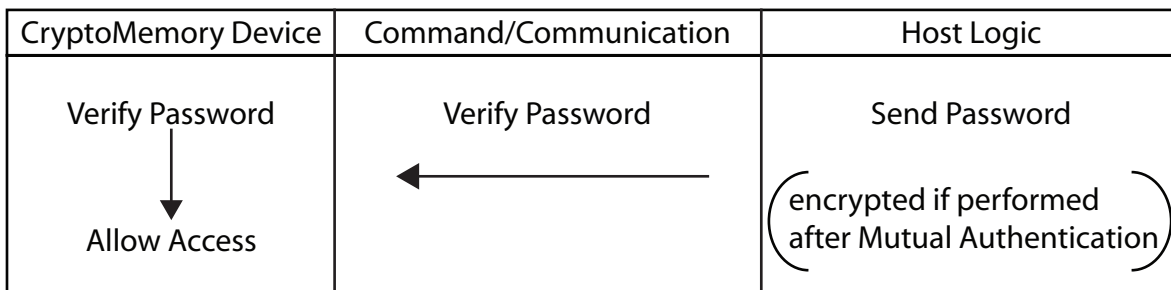 CryptoMemory Device
Command/Communication
Host Logic
Verify Password
Verify Password
Send Password
Allow Access
encrypted if performed
after Mutual Authentication